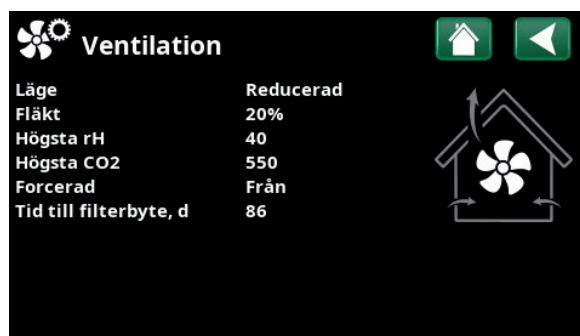 Ventilation
Läge Reducerad
Fläkt 20%
Högsta rH 40
Högsta CO2 550
Forcerad Från
Tid till filterbyte, d 86